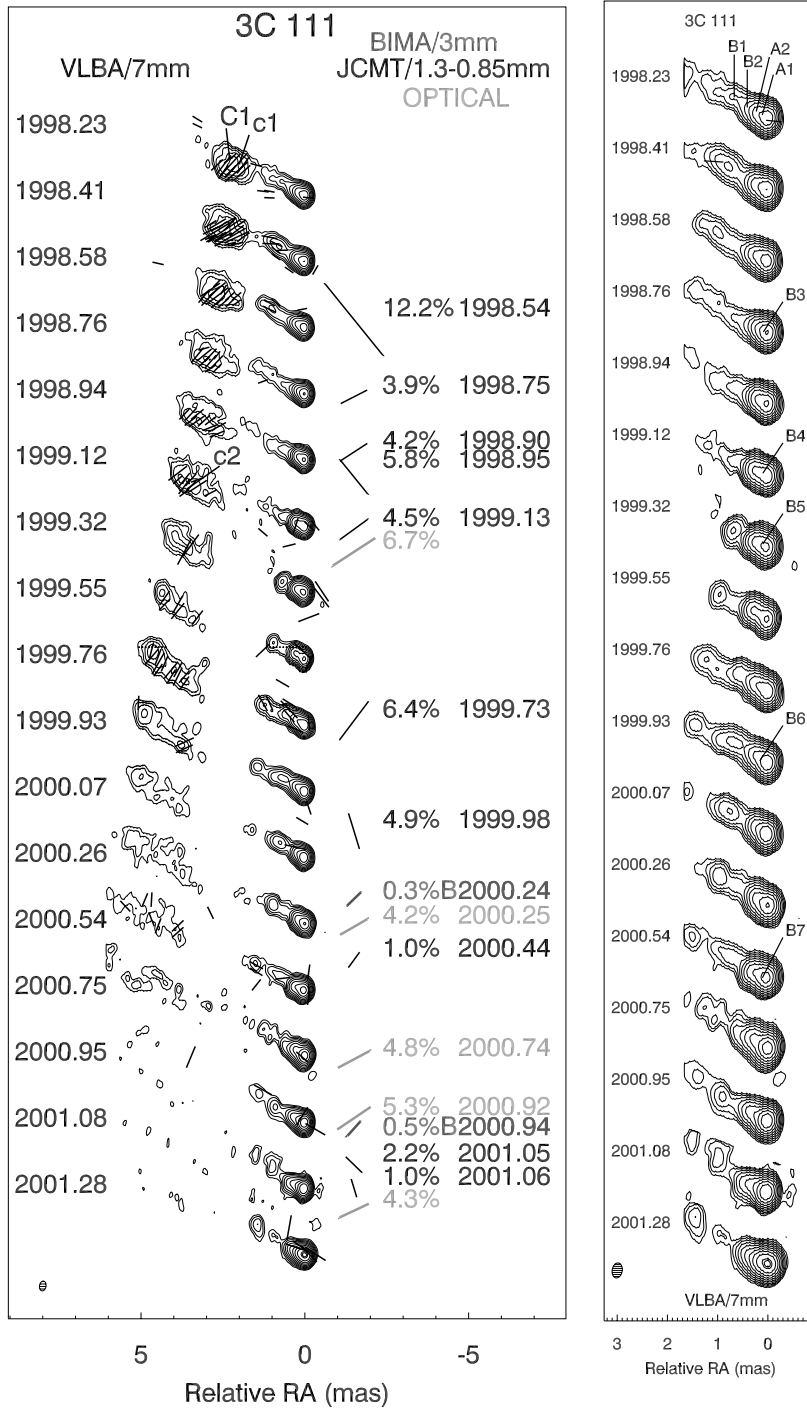 3C 111
BIMA/3mm
VLBA/7mm JCMT/1.3-0.85mm
OPTICAL
1998.23
C1 c1
1998.41
1998.58
12.2% 1998.54
1998.76
3.9% 1998.75
1998.94
4.2% 1998.90
1999.12
5.8% 1998.95
c2
4.5% 1999.13
1999.32
6.7%
1999.55
1999.76
6.4% 1999.73
1999.93
2000.07
4.9% 1999.98
2000.26
0.3%B2000.24
4.2% 2000.25
2000.54
1.0% 2000.44
2000.75
4.8% 2000.74
2000.95
5.3% 2000.92
2001.08
0.5%B2000.94
2.2% 2001.05
1.0% 2001.06
2001.28
4.3%
5 0 -5
Relative RA (mas)
3C 111
B1 A2
B2 A1
1998.23
1998.41
1998.58
1998.76
B3
1998.94
1999.12
B4
1999.32
B5
1999.55
1999.76
1999.93
B6
2000.07
2000.26
2000.54
B7
2000.75
2000.95
2001.08
2001.28
VLBA/7mm
3 2 1 0
Relative RA (mas)